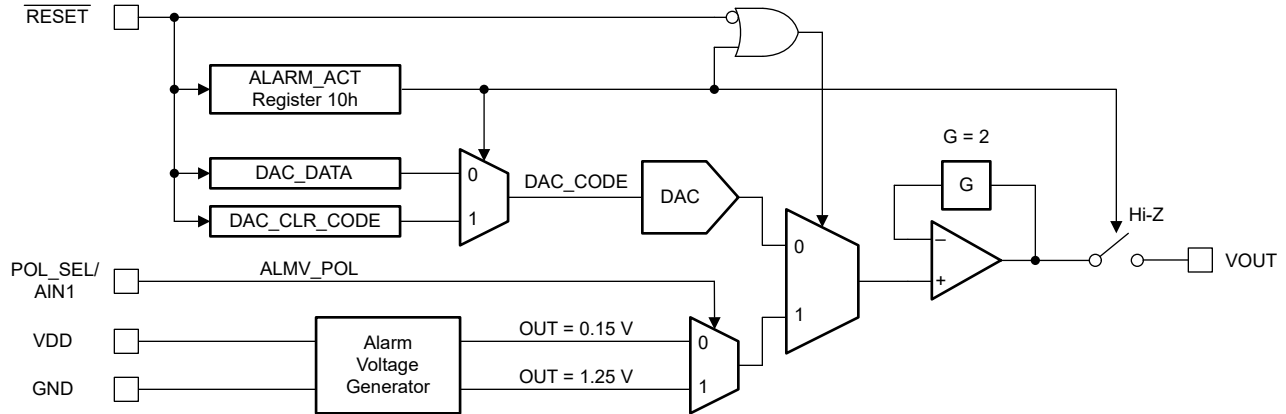 RESET
ALARM_ACT
Register 10h
G = 2
DAC_DATA
0
DAC_CODE
DAC
G
DAC_CLR_CODE
1
Hi-Z
0
–
POL_SEL/
AIN1
ALMV_POL
+
VOUT
1
VDD
Alarm
Voltage
Generator
OUT = 0.15 V
0
GND
OUT = 1.25 V
1